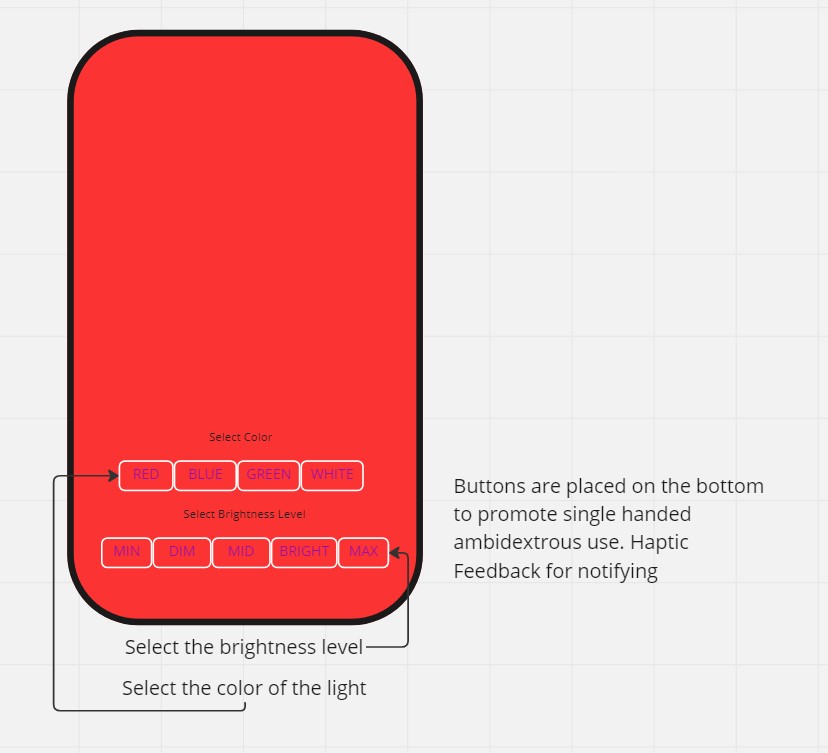 Select Color
RED BLUE GREEN WHITE
Select Brightness Level
MIN DIM MID BRIGHT MAX
Buttons are placed on the bottom
to promote single handed
ambidextrous use. Haptic
Feedback for notifying
Select the brightness level
Select the color of the light